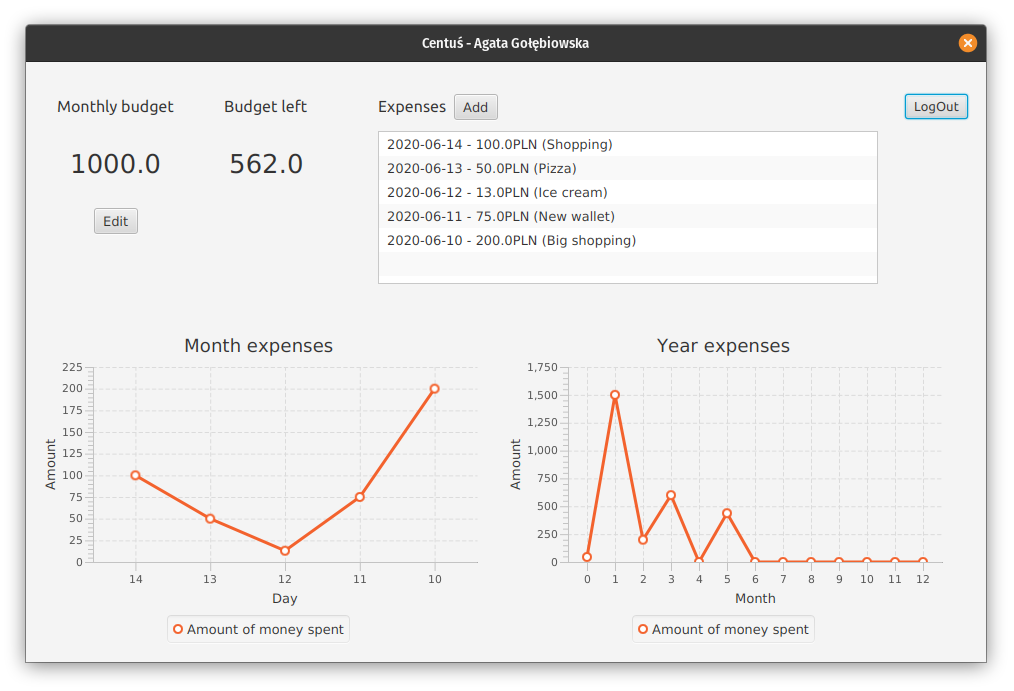 Centuś - Agata Gołębiowska
Monthly budget
Budget left
Expenses
Add
LogOut
1000.0
562.0
Edit
2020-06-14 - 100.0PLN (Shopping)
2020-06-13 - 50.0PLN (Pizza)
2020-06-12 - 13.0PLN (Ice cream)
2020-06-11 - 75.0PLN (New wallet)
2020-06-10 - 200.0PLN (Big shopping)
Month expenses
225
200
175
150
125
100
75
50
25
0
Amount
14 13 12 11 10
Day
Amount of money spent
Year expenses
1,750
1,500
1,250
1,000
750
500
250
0
Amount
0 1 2 3 4 5 6 7 8 9 10 11 12
Month
Amount of money spent